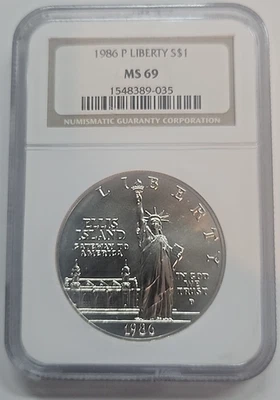 1986 P LIBERTY S$1
MS 69
1548389-035
NUMISMATIC GUARANTY CORPORATION
LIBERTY
ELLIS
ISLAND
GATEWAY TO
AMERICA
IN GOD
WE
TRUST
P
1986